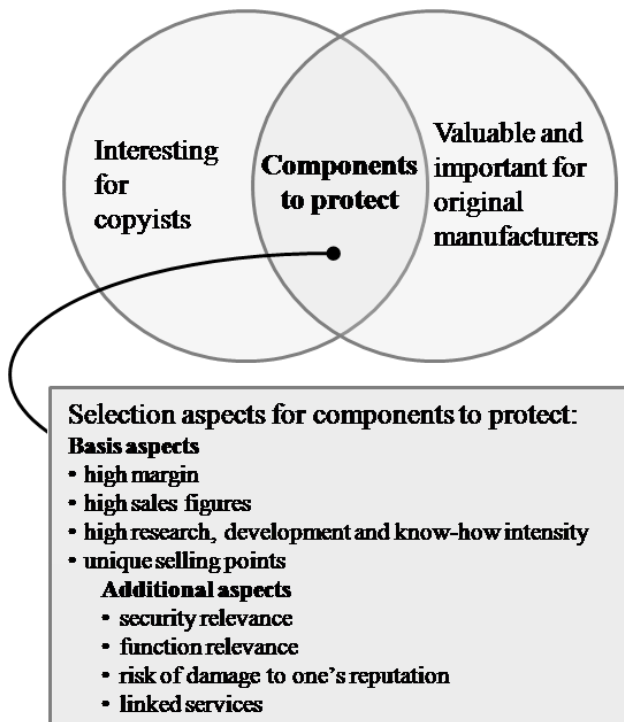 Interesting
for
copyists
Components
to protect
Valuable and
important for
original
manufacturers
Selection aspects for components to protect:
Basis aspects
• high margin
• high sales figures
• high research, development and know-how intensity
• unique selling points
Additional aspects
• security relevance
• function relevance
• risk of damage to one's reputation
• linked services